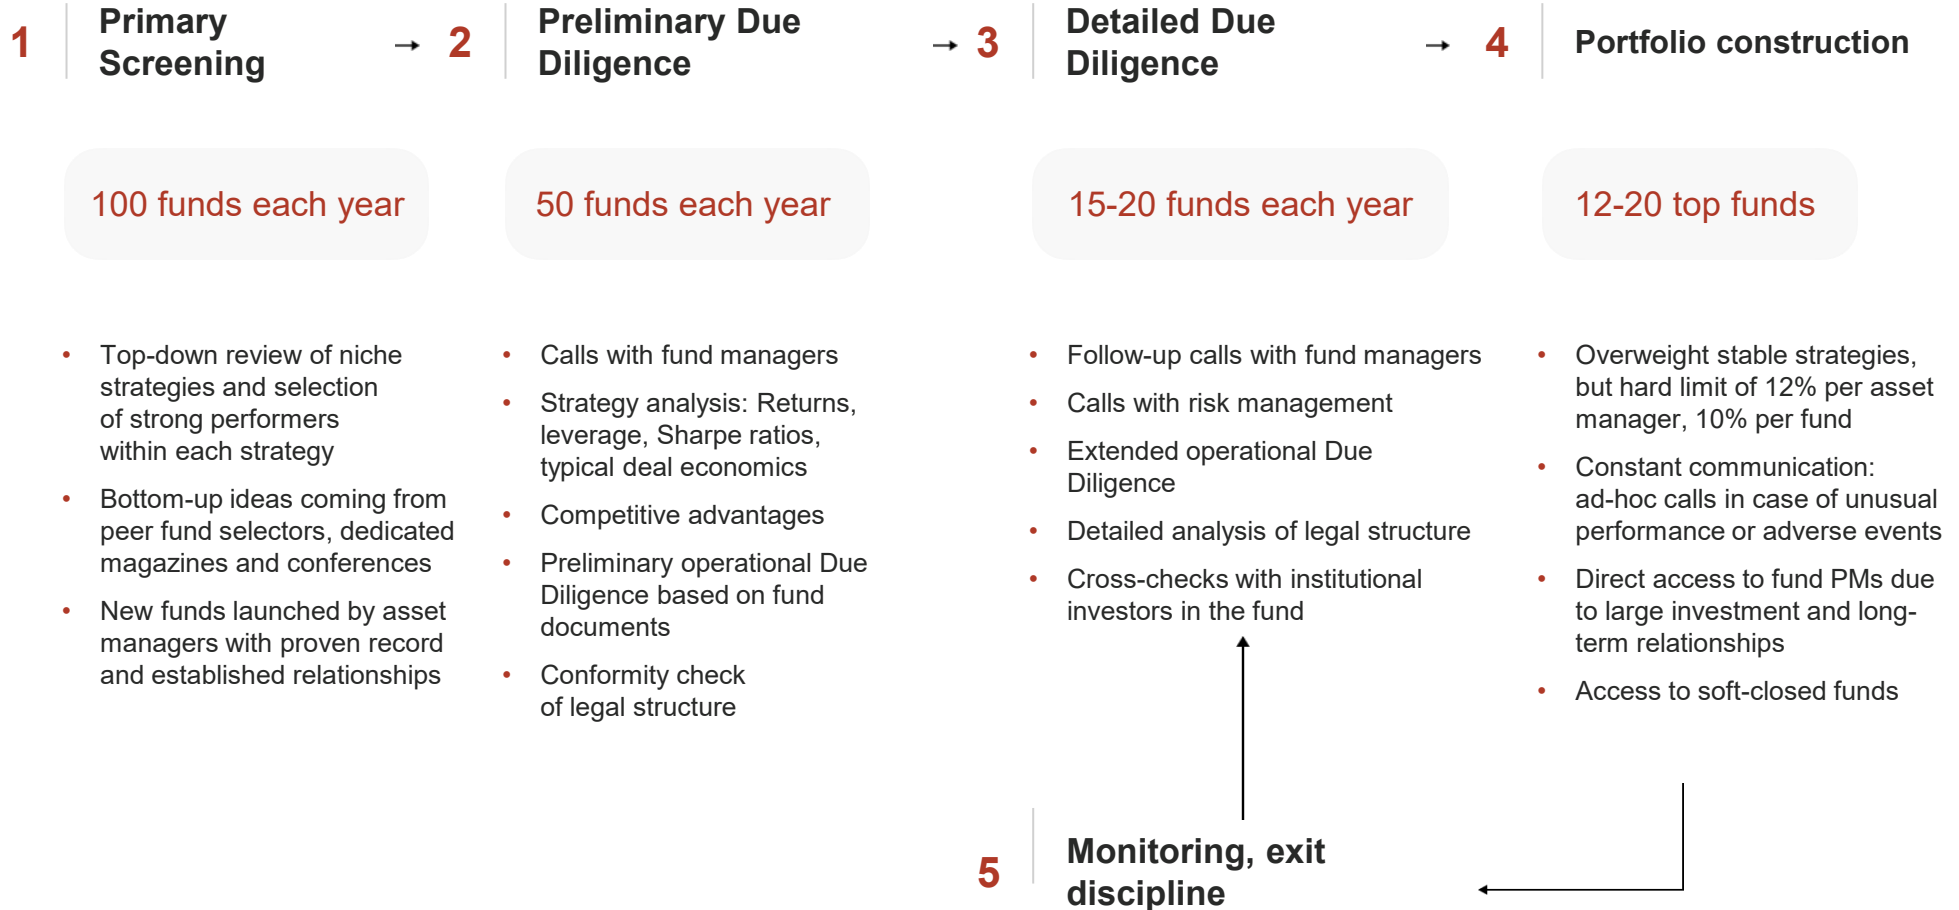 1
Primary
Screening
2
Preliminary Due
Diligence
3
Detailed Due
Diligence
4
Portfolio construction
100 funds each year
50 funds each year
15-20 funds each year
12-20 top funds
• Top-down review of niche
strategies and selection
of strong performers
within each strategy
• Bottom-up ideas coming from
peer fund selectors, dedicated
magazines and conferences
• New funds launched by asset
managers with proven record
and established relationships
• Calls with fund managers
• Strategy analysis: Returns,
leverage, Sharpe ratios,
typical deal economics
• Competitive advantages
• Preliminary operational Due
Diligence based on fund
documents
• Conformity check
of legal structure
• Follow-up calls with fund managers
• Calls with risk management
• Extended operational Due
Diligence
• Detailed analysis of legal structure
• Cross-checks with institutional
investors in the fund
• Overweight stable strategies,
but hard limit of 12% per asset
manager, 10% per fund
• Constant communication:
ad-hoc calls in case of unusual
performance or adverse events
• Direct access to fund PMs due
to large investment and long-
term relationships
• Access to soft-closed funds
5
Monitoring, exit
discipline